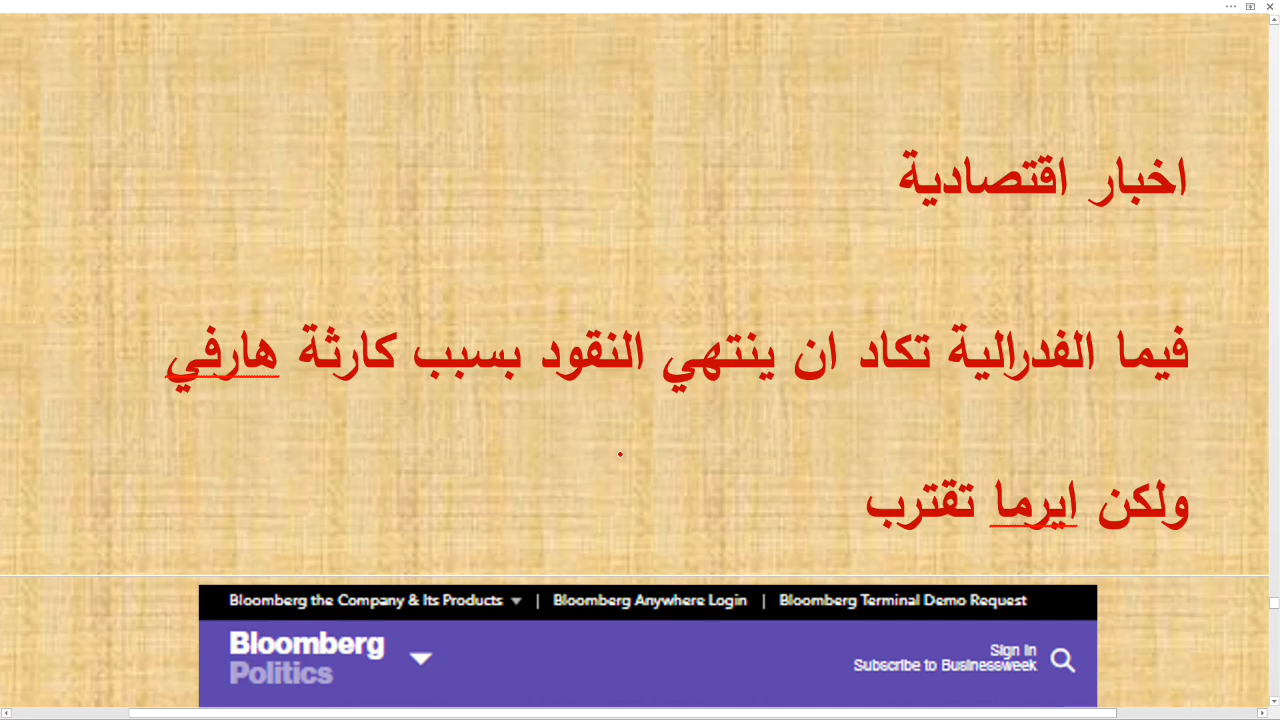 اخبار اقتصادية
فيما الفدرالية تكاد ان ينتهي النقود بسبب كارثة هارفي
ولكن ايرما تقترب
Bloomberg the Company & Its Products | Bloomberg Anywhere Login | Bloomberg Terminal Demo Request
Bloomberg
Politics
Sign In
Subscribe to Businessweek